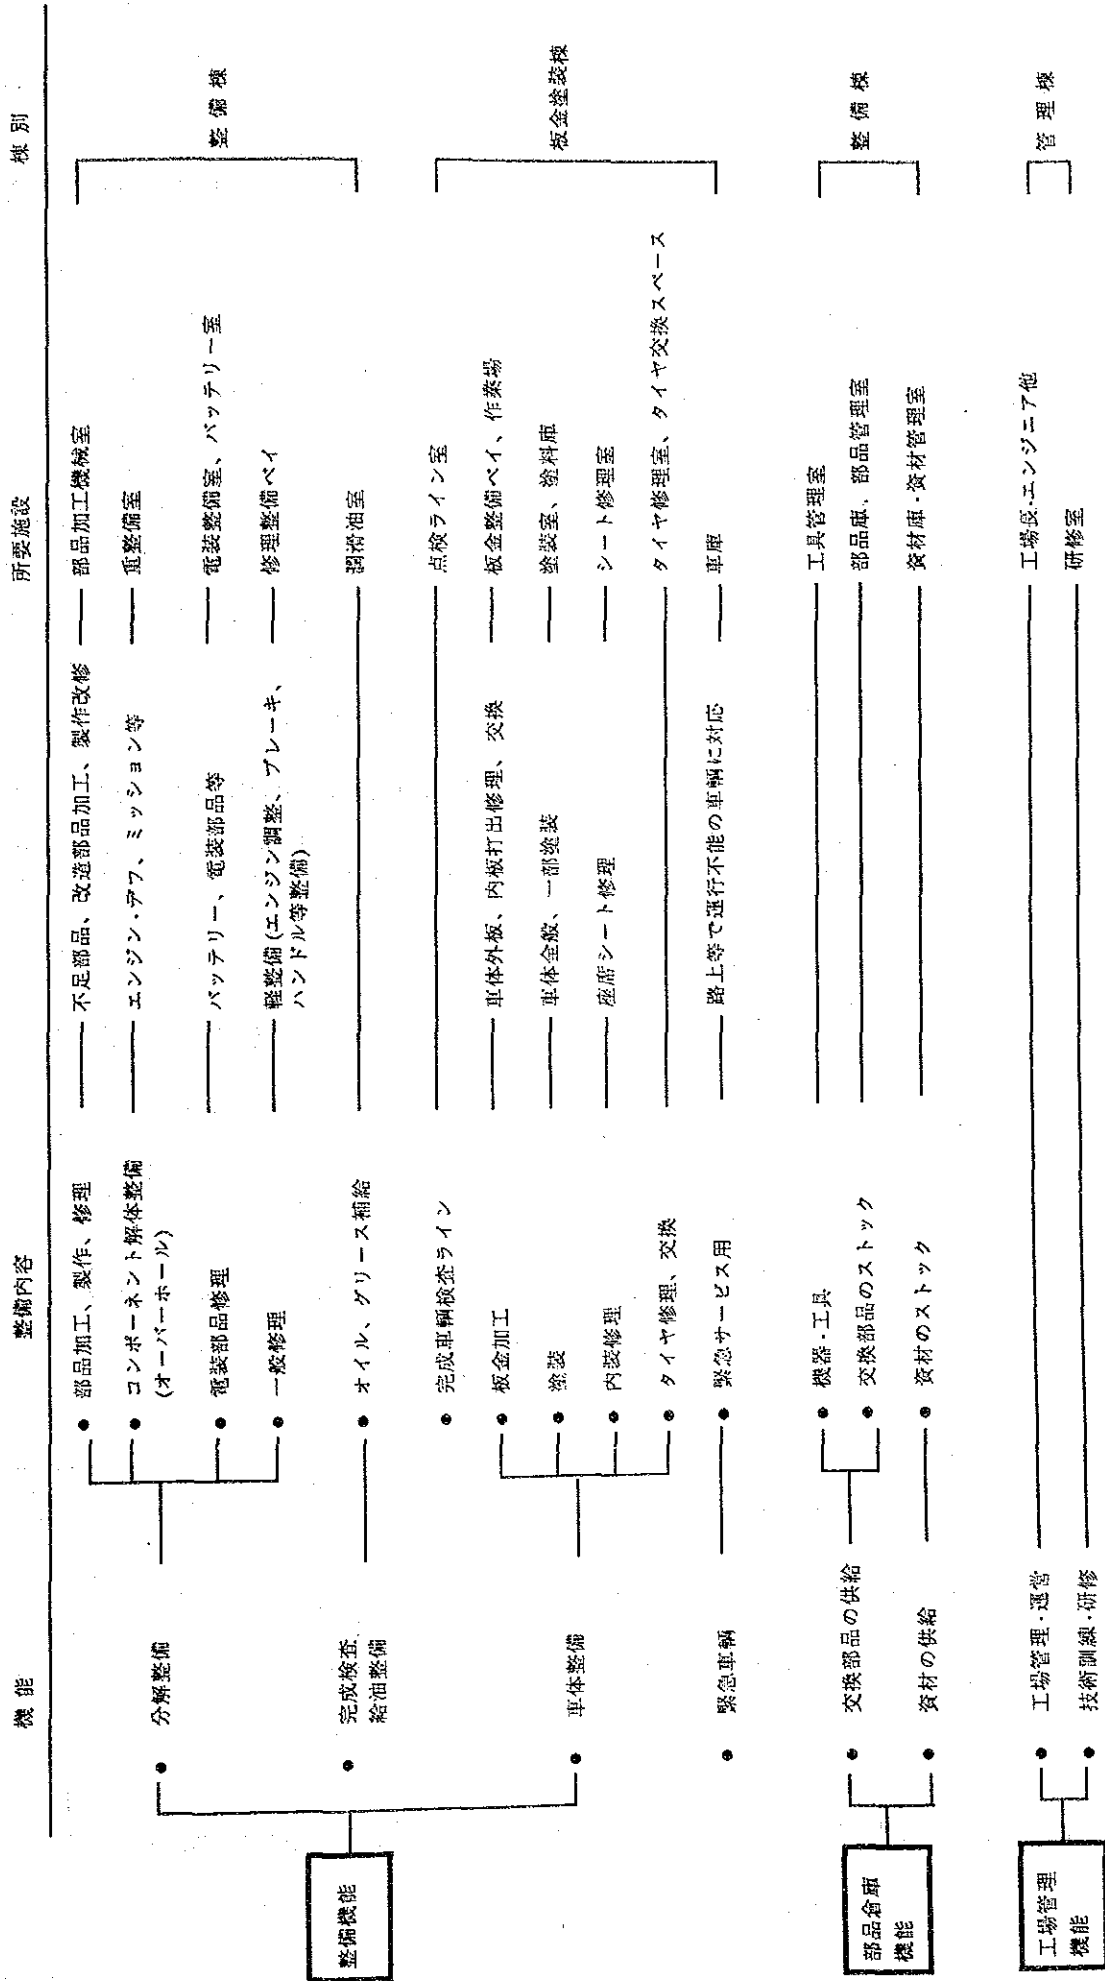 機能　整備内容　所要施設　棟別
整備機能
分解整備
部品加工、製作、修理
不足部品、改造部品加工、製作改修
部品加工機械室
コンポーネント解体整備
(オーバーホール)
エンジン・デフ、ミッション等
重整備室
電装部品修理
バッテリー、電装部品等
電装整備室、バッテリー室
一般修理
軽整備(エンジン調整、ブレーキ、
ハンドル等整備)
修理整備ベイ
完成検査
給油整備
オイル、グリース補給
潤滑油室
整備棟
完成車輌検査ライン
点検ライン室
車体整備
板金加工
車体外板、内板打出修理、交換
板金整備ベイ、作業場
塗装
車体全般、一部塗装
塗装室、塗料庫
内装修理
座席シート修理
シート修理室
タイヤ修理、交換
タイヤ修理室、タイヤ交換スペース
緊急車輌
緊急サービス用
路上等で運行不能の車輌に対応
車庫
板金塗装棟
部品倉庫
機能
交換部品の供給
機器・工具
工具管理室
交換部品のストック
部品庫、部品管理室
資材の供給
資材のストック
資材庫・資材管理室
整備棟
工場管理
機能
工場管理・運営
工場長・エンジニア他
技術訓練・研修
研修室
管理棟